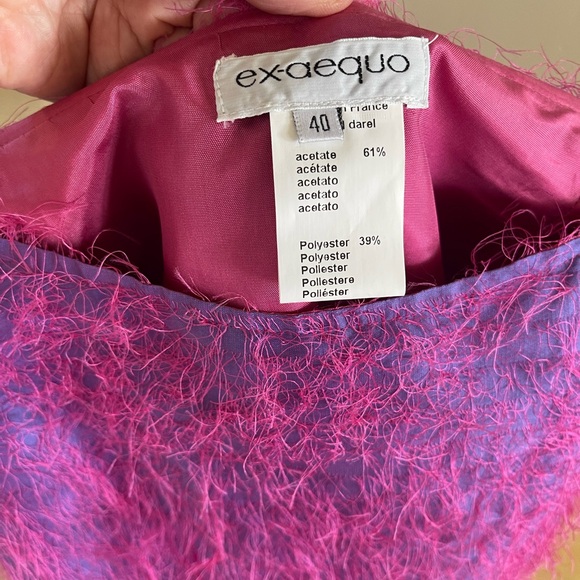 ex-aequo
40
France
darel
acetate 61%
acétate
acetato
acetato
acetato
Polyester 39%
Polyester
Poliester
Poliestere
Poliéster